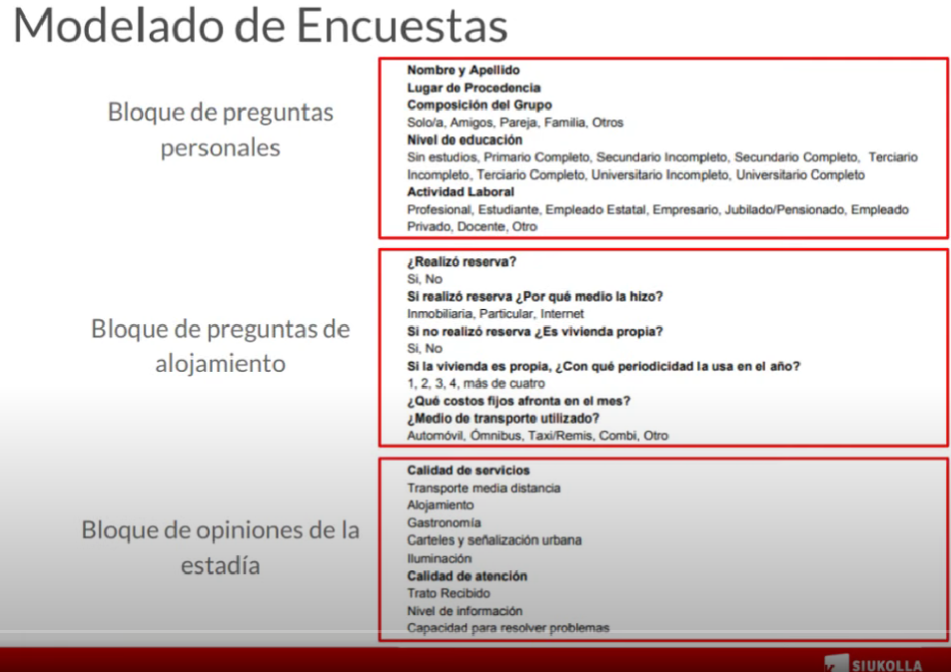 Modelado de Encuestas
Bloque de preguntas
personales
Nombre y Apellido
Lugar de Procedencia
Composición del Grupo
Solo/a, Amigos, Pareja, Familia, Otros
Nivel de educación
Sin estudios, Primario Completo, Secundario Incompleto, Secundario Completo, Terciario
Incompleto, Terciario Completo, Universitario Incompleto, Universitario Completo
Actividad Laboral
Profesional, Estudiante, Empleado Estatal, Empresario, Jubilado/Pensionado, Empleado
Privado, Docente, Otro
Bloque de preguntas de
alojamiento
¿Realizó reserva?
Si, No
Si realizó reserva ¿Por qué medio la hizo?
Inmobiliaria, Particular, Internet
Si no realizó reserva ¿Es vivienda propia?
Si, No
Si la vivienda es propia, ¿Con qué periodicidad la usa en el año?
1, 2, 3, 4, más de cuatro
¿Qué costos fijos afronta en el mes?
¿Medio de transporte utilizado?
Automóvil, Ómnibus, Taxi/Remis, Combi, Otro
Bloque de opiniones de la
estadía
Calidad de servicios
Transporte media distancia
Alojamiento
Gastronomía
Carteles y señalización urbana
Iluminación
Calidad de atención
Trato Recibido
Nivel de información
Capacidad para resolver problemas
SIUKOLLA